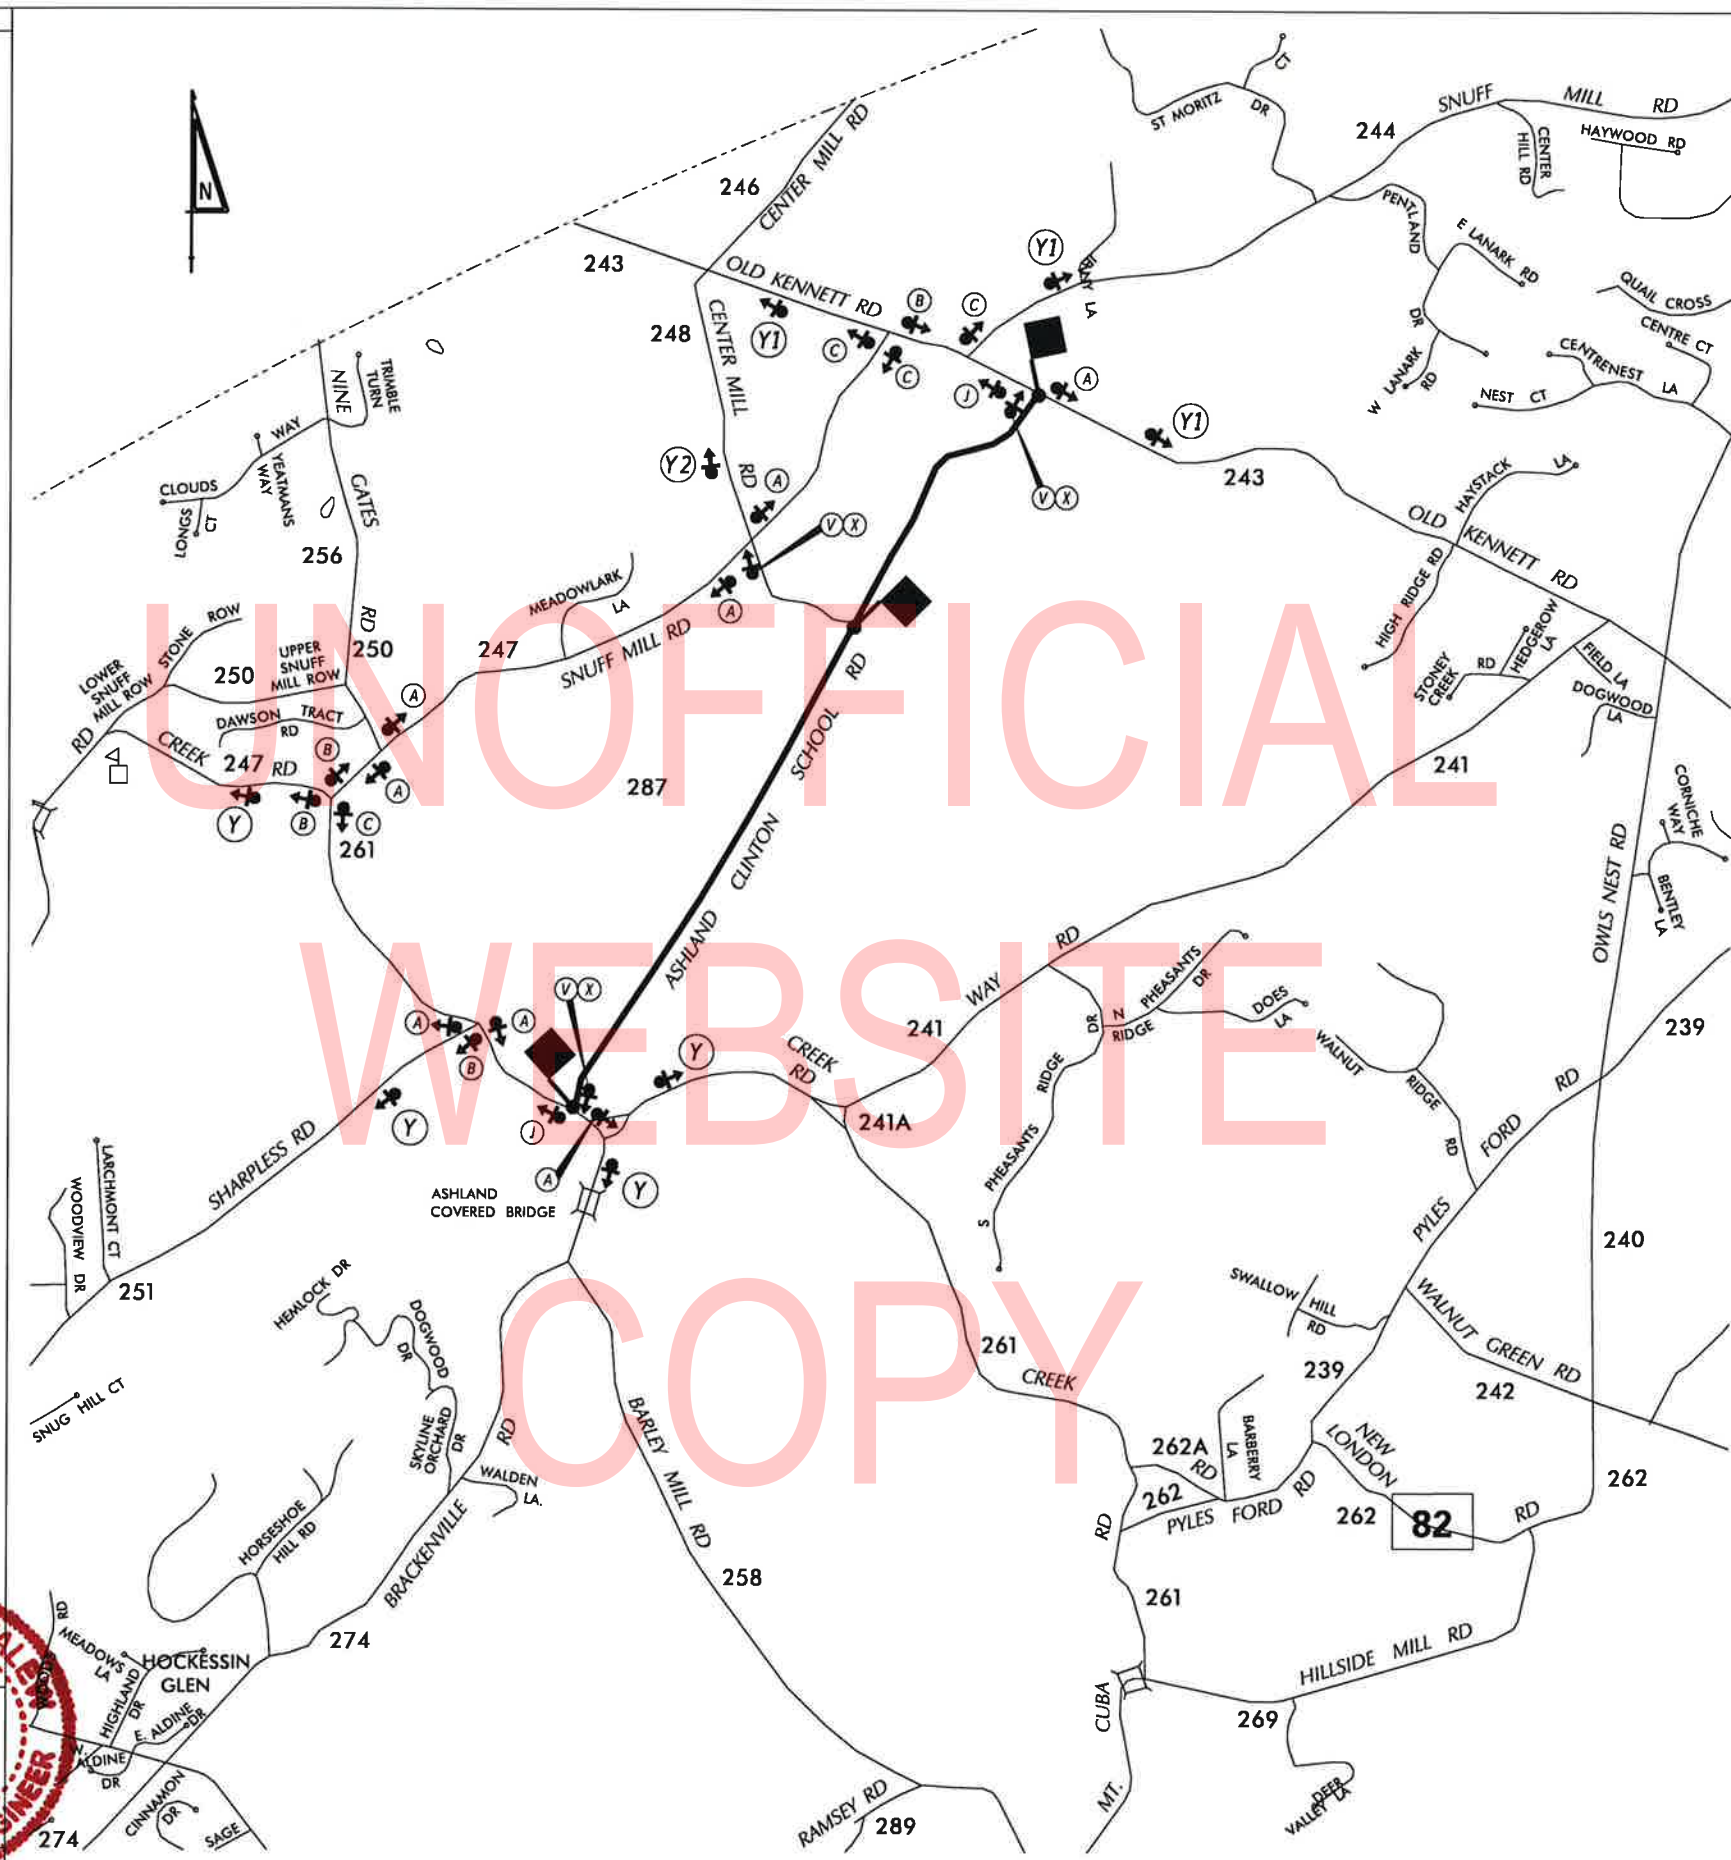 N
246
CENTER MILL RD
ST MORITZ DR
CT
244
SNUFF MILL RD
CENTER HILL RD
HAYWOOD RD
243
OLD KENNETT RD
Y1
PENTLAND DR
E LANARK RD
QUAIL CROSS
CENTRE CT
248
CENTER MILL RD
Y1
C
B
C
C
J
A
Y1
W LANARK RD
CENTRENEST LA
NEST CT
NINE GATES RD
TRIMBLE TURN
WAY
YEATMANS WAY
CLOUDS
LONGS CT
256
Y2
A
V X
V X
243
HAYSTACK LA
OLD KENNETT RD
HIGH RIDGE RD
HEDGEROW LA
STONEY CREEK RD
FIELD LA
DOGWOOD LA
MEADOWLARK LA
A
SNUFF MILL RD
247
STONE ROW
LOWER SNUFF MILL ROW
250
UPPER SNUFF MILL ROW
250
DAWSON TRACT RD
RD
CREEK RD
247
A
B
A
Y
B
C
261
287
ASHLAND CLINTON SCHOOL RD
241
CORNICHE WAY
BENTLEY LA
OWLS NEST RD
UNOFFICIAL
WEBSITE
COPY
V X
A
A
B
Y
J
A
Y
Y
CREEK RD
241
WAY RD
241A
N
PHEASANTS DR
RIDGE
DOES LA
S PHEASANTS RIDGE DR
WALNUT RIDGE RD
239
PYLES FORD RD
SHARPLESS RD
LARCHMONT CT
WOODVIEW DR
251
ASHLAND
COVERED BRIDGE
240
SWALLOW HILL RD
WALNUT GREEN RD
242
239
HEMLOCK DR
DOGWOOD DR
SNUG HILL CT
SKYLINE ORCHARD DR
BRACKENVILLE RD
WALDEN LA.
261
CREEK RD
BARLEY MILL RD
258
262A
RD
BARBERRY LA
262
PYLES FORD RD
NEW LONDON RD
262
82
262
HORSESHOE HILL RD
274
261
HILLSIDE MILL RD
269
MT. CUBA
DEER VALLEY LA
WOODS RD
MEADOWS LA
HOCKESSIN
GLEN
HIGHLAND DR
E. ALDINE DR
W. ALDINE DR
CINNAMON DR
SAGE
274
RAMSEY RD
289